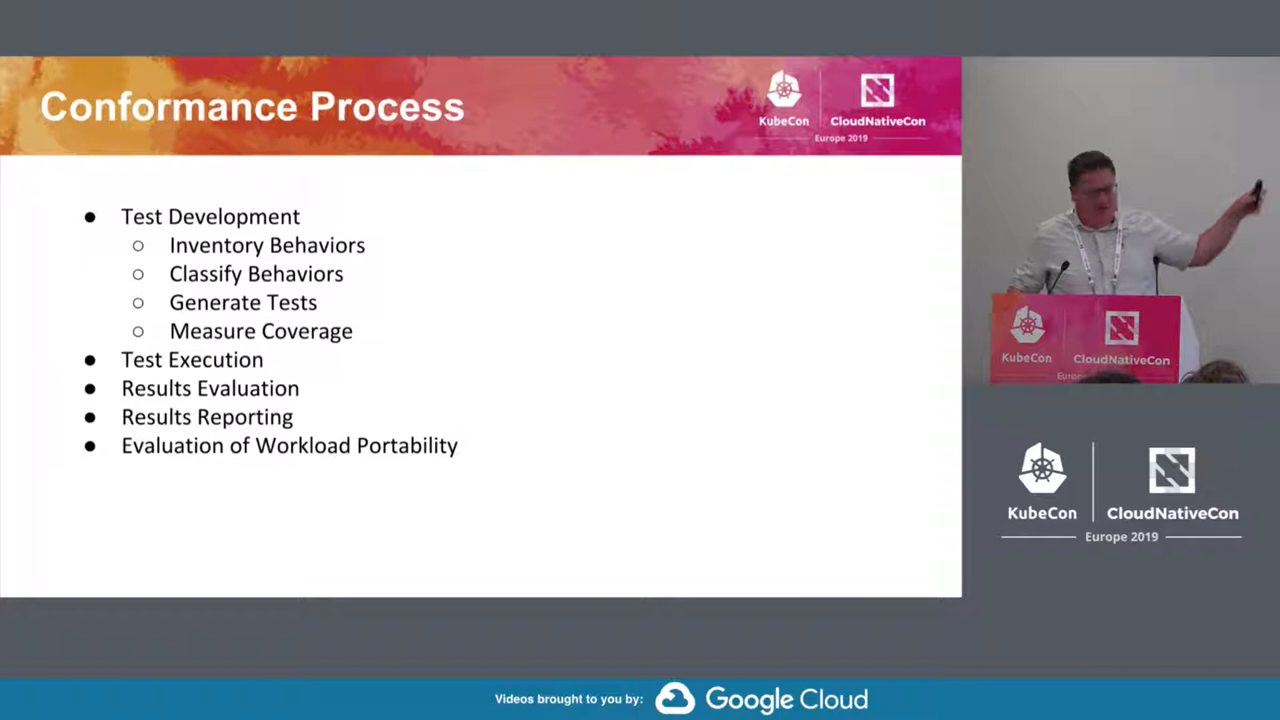 Conformance Process
KubeCon
CloudNativeCon
Europe 2019
● Test Development
○ Inventory Behaviors
○ Classify Behaviors
○ Generate Tests
○ Measure Coverage
● Test Execution
● Results Evaluation
● Results Reporting
● Evaluation of Workload Portability
KubeCon
CloudNativeCon
KubeCon
CloudNativeCon
Europe 2019
Videos brought to you by:
Google Cloud